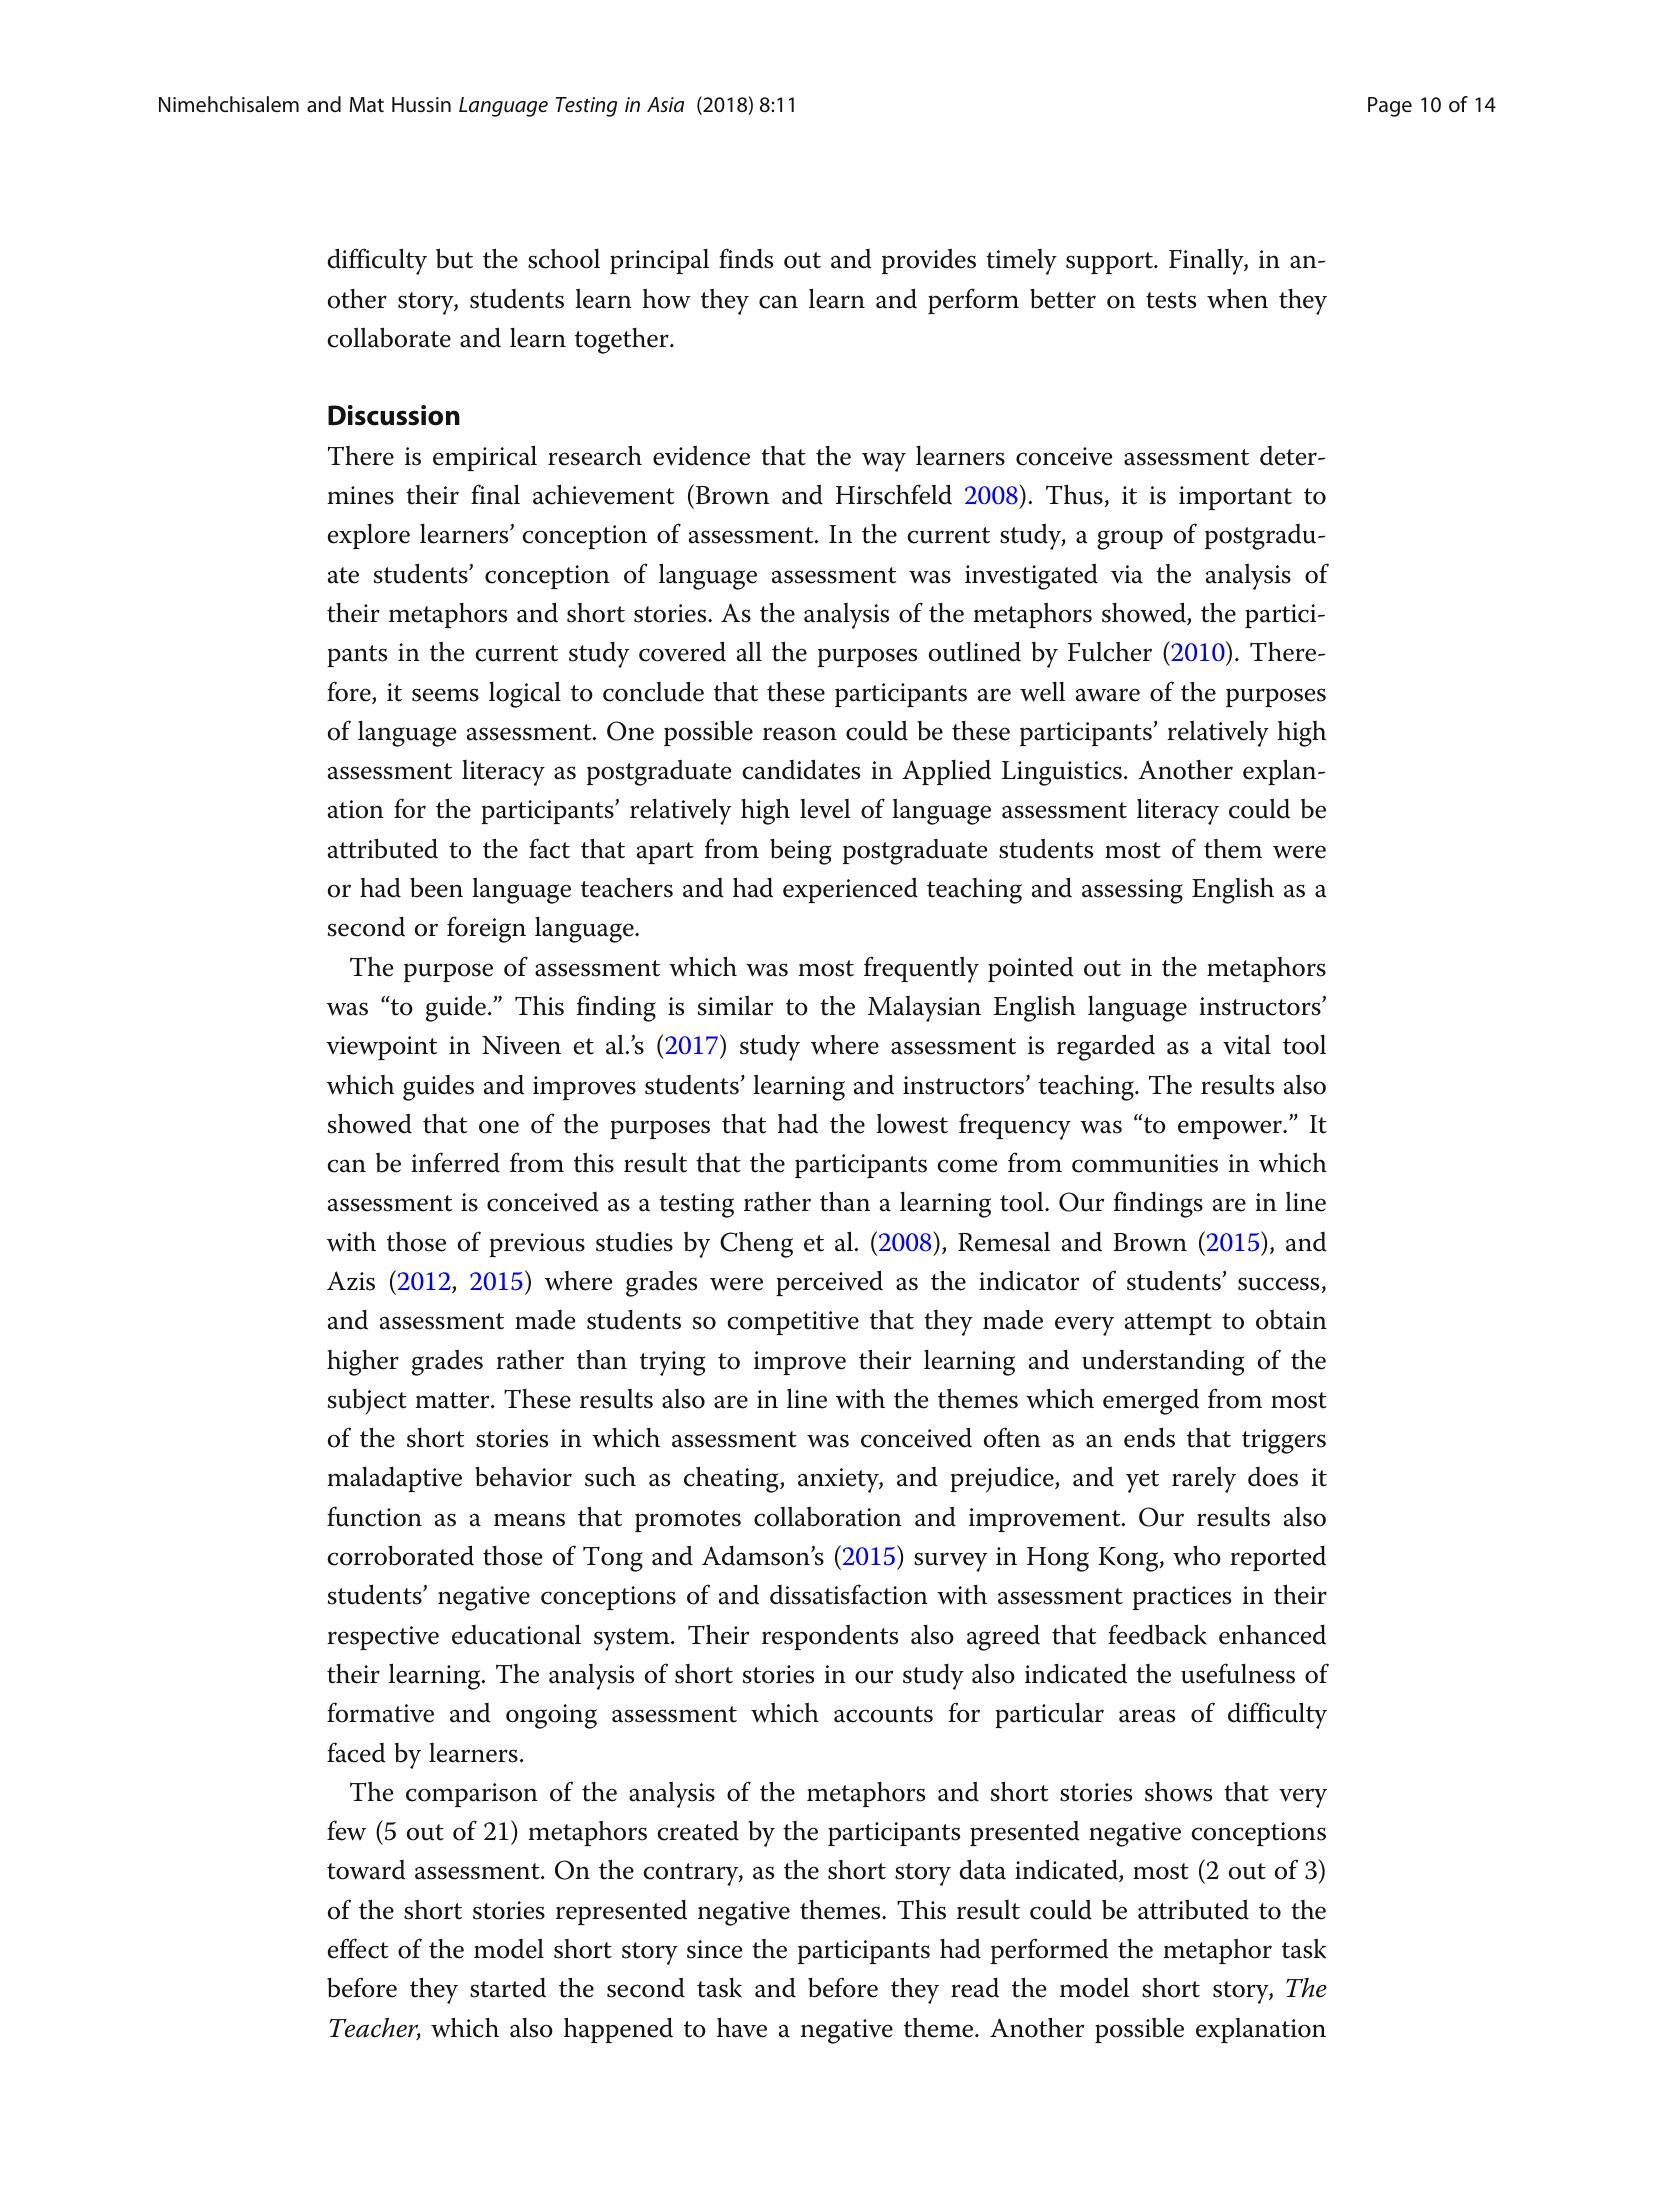 Nimehchisalem and Mat Hussin Language Testing in Asia (2018) 8:11
Page 10 of 14
difficulty but the school principal finds out and provides timely support. Finally, in an-
other story, students learn how they can learn and perform better on tests when they
collaborate and learn together.
Discussion
There is empirical research evidence that the way learners conceive assessment deter-
mines their final achievement (Brown and Hirschfeld 2008). Thus, it is important to
explore learners’ conception of assessment. In the current study, a group of postgradu-
ate students’ conception of language assessment was investigated via the analysis of
their metaphors and short stories. As the analysis of the metaphors showed, the partici-
pants in the current study covered all the purposes outlined by Fulcher (2010). There-
fore, it seems logical to conclude that these participants are well aware of the purposes
of language assessment. One possible reason could be these participants’ relatively high
assessment literacy as postgraduate candidates in Applied Linguistics. Another explan-
ation for the participants’ relatively high level of language assessment literacy could be
attributed to the fact that apart from being postgraduate students most of them were
or had been language teachers and had experienced teaching and assessing English as a
second or foreign language.
The purpose of assessment which was most frequently pointed out in the metaphors
was “to guide.” This finding is similar to the Malaysian English language instructors’
viewpoint in Niveen et al.’s (2017) study where assessment is regarded as a vital tool
which guides and improves students’ learning and instructors’ teaching. The results also
showed that one of the purposes that had the lowest frequency was “to empower.” It
can be inferred from this result that the participants come from communities in which
assessment is conceived as a testing rather than a learning tool. Our findings are in line
with those of previous studies by Cheng et al. (2008), Remesal and Brown (2015), and
Azis (2012, 2015) where grades were perceived as the indicator of students’ success,
and assessment made students so competitive that they made every attempt to obtain
higher grades rather than trying to improve their learning and understanding of the
subject matter. These results also are in line with the themes which emerged from most
of the short stories in which assessment was conceived often as an ends that triggers
maladaptive behavior such as cheating, anxiety, and prejudice, and yet rarely does it
function as a means that promotes collaboration and improvement. Our results also
corroborated those of Tong and Adamson’s (2015) survey in Hong Kong, who reported
students’ negative conceptions of and dissatisfaction with assessment practices in their
respective educational system. Their respondents also agreed that feedback enhanced
their learning. The analysis of short stories in our study also indicated the usefulness of
formative and ongoing assessment which accounts for particular areas of difficulty
faced by learners.
The comparison of the analysis of the metaphors and short stories shows that very
few (5 out of 21) metaphors created by the participants presented negative conceptions
toward assessment. On the contrary, as the short story data indicated, most (2 out of 3)
of the short stories represented negative themes. This result could be attributed to the
effect of the model short story since the participants had performed the metaphor task
before they started the second task and before they read the model short story, The
Teacher, which also happened to have a negative theme. Another possible explanation